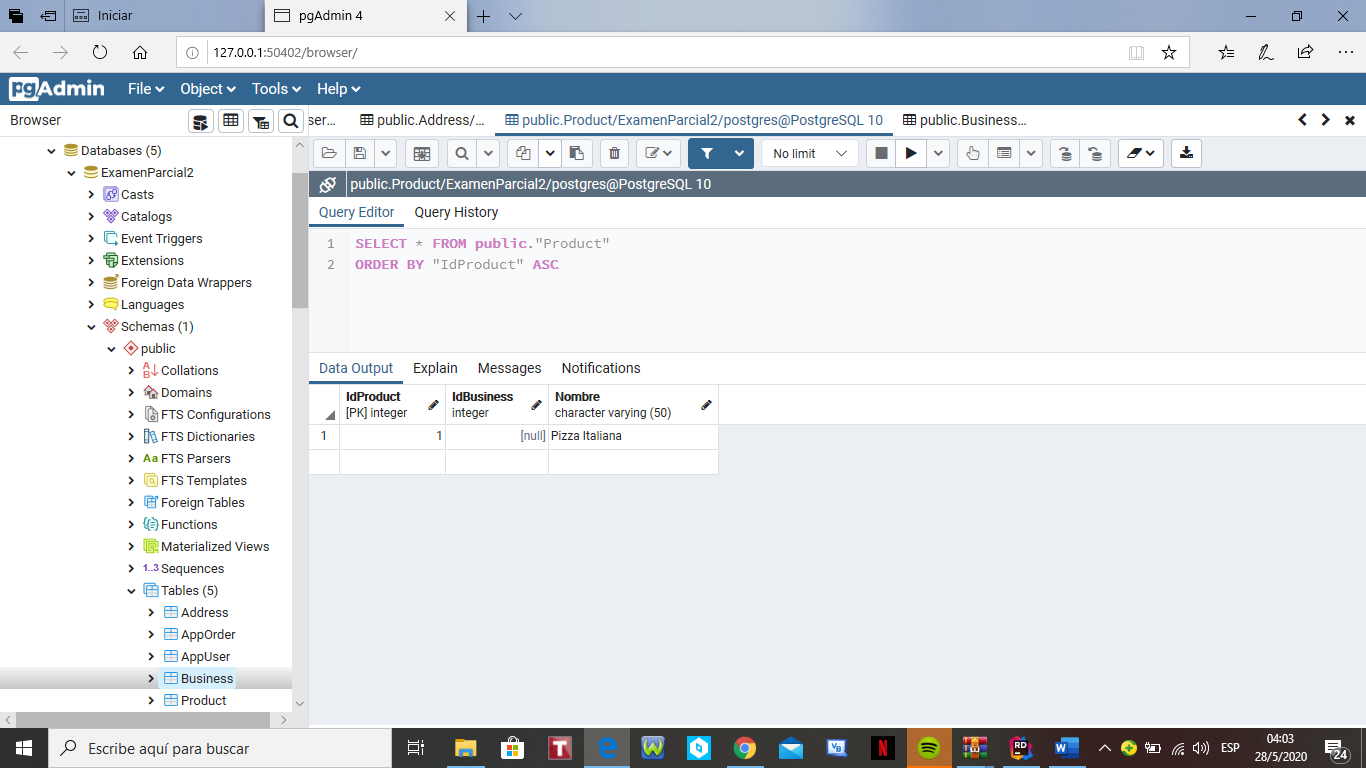 Iniciar
pgAdmin 4
127.0.0.1:50402/browser/
pgAdmin
File
Object
Tools
Help
Browser
ser...
public.Address/...
public.Product/ExamenParcial2/postgres@PostgreSQL 10
public.Business...
No limit
public.Product/ExamenParcial2/postgres@PostgreSQL 10
Query Editor
Query History
1 SELECT * FROM public."Product"
2 ORDER BY "IdProduct" ASC
Databases (5)
ExamenParcial2
Casts
Catalogs
Event Triggers
Extensions
Foreign Data Wrappers
Languages
Schemas (1)
public
Collations
Domains
FTS Configurations
FTS Dictionaries
Aa FTS Parsers
FTS Templates
Foreign Tables
Functions
Materialized Views
1..3 Sequences
Tables (5)
Address
AppOrder
AppUser
Business
Product
Data Output
Explain
Messages
Notifications
IdProduct
[PK] integer
IdBusiness
integer
Nombre
character varying (50)
1 1 [null] Pizza Italiana
Escribe aquí para buscar
ESP
04:03
28/5/2020
24